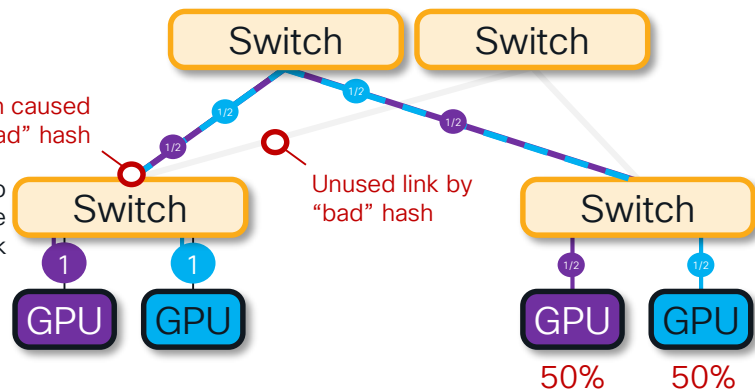 Switch
Switch
1/2
1/2
1/2
1/2
caused
hash
Unused link by
“bad” hash
Switch
Switch
1
1
1/2
1/2
GPU
GPU
GPU
GPU
50%
50%